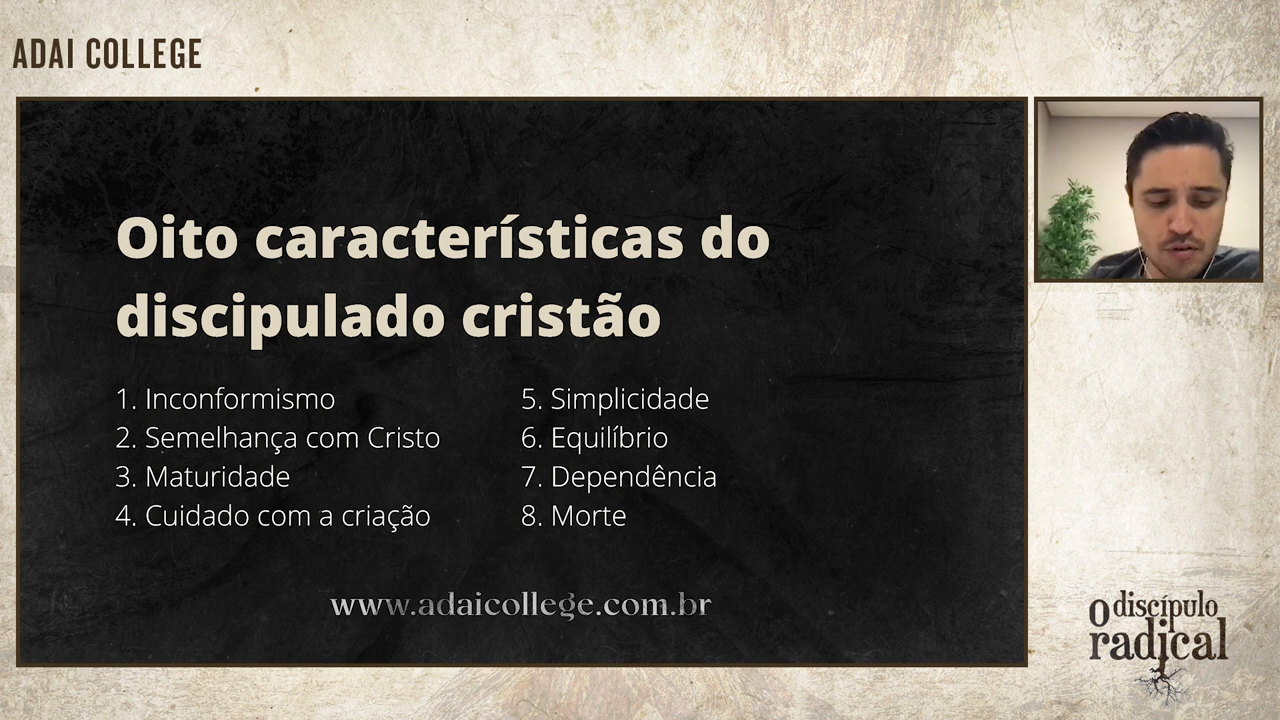 ADAI COLLEGE
Oito características do
discipulado cristão
1. Inconformismo
2. Semelhança com Cristo
3. Maturidade
4. Cuidado com a criação
5. Simplicidade
6. Equilíbrio
7. Dependência
8. Morte
www.adaicollege.com.br
o discípulo
radical